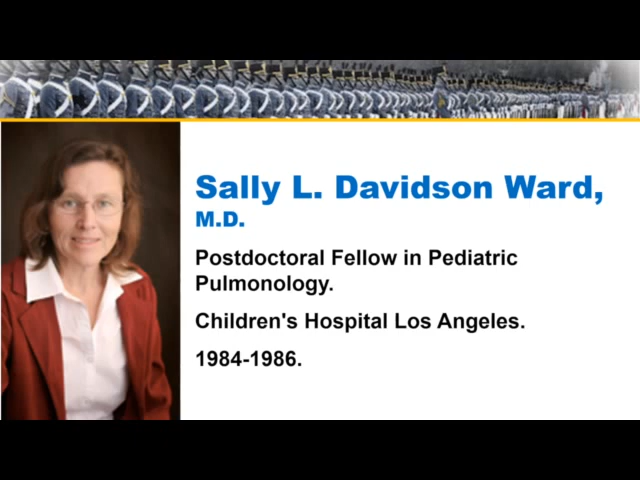 Sally L. Davidson Ward,
M.D.
Postdoctoral Fellow in Pediatric
Pulmonology.
Children's Hospital Los Angeles.
1984-1986.